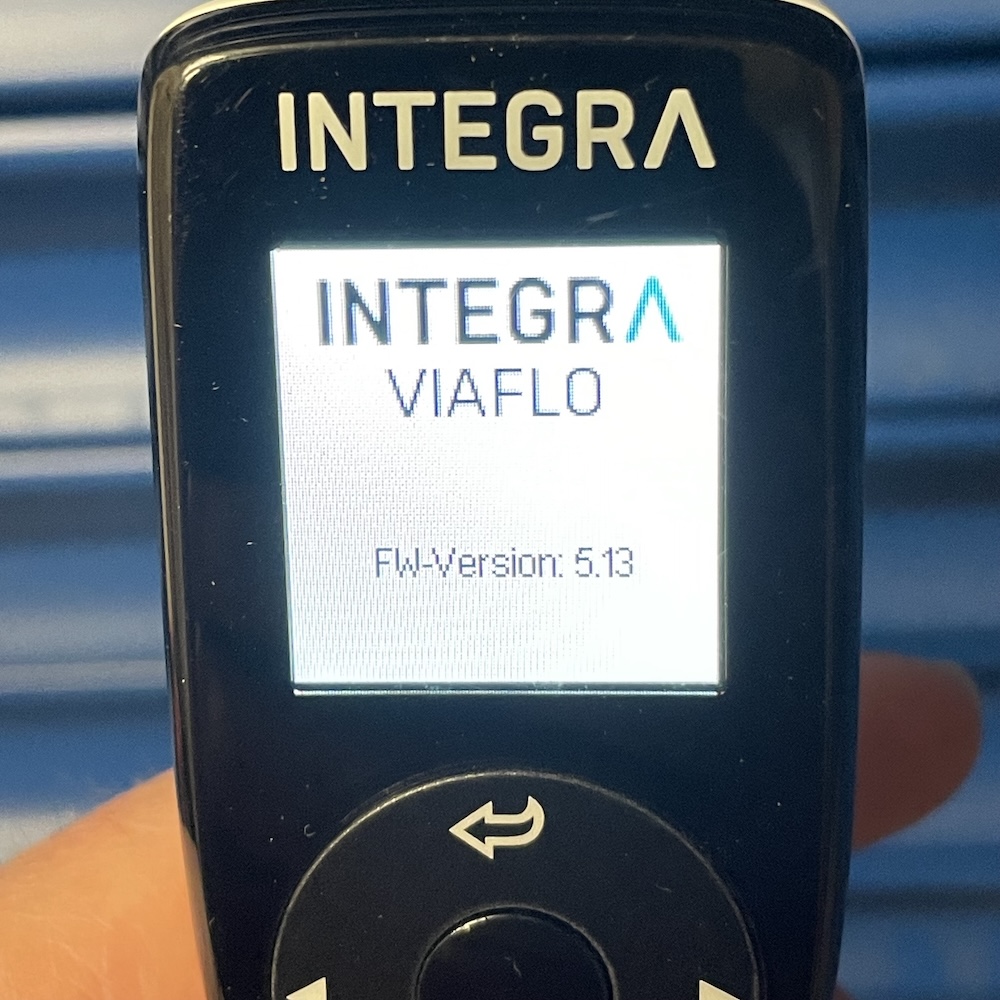 INTEGRA
INTEGRA
VIAFLO
FW-Version: 5.13